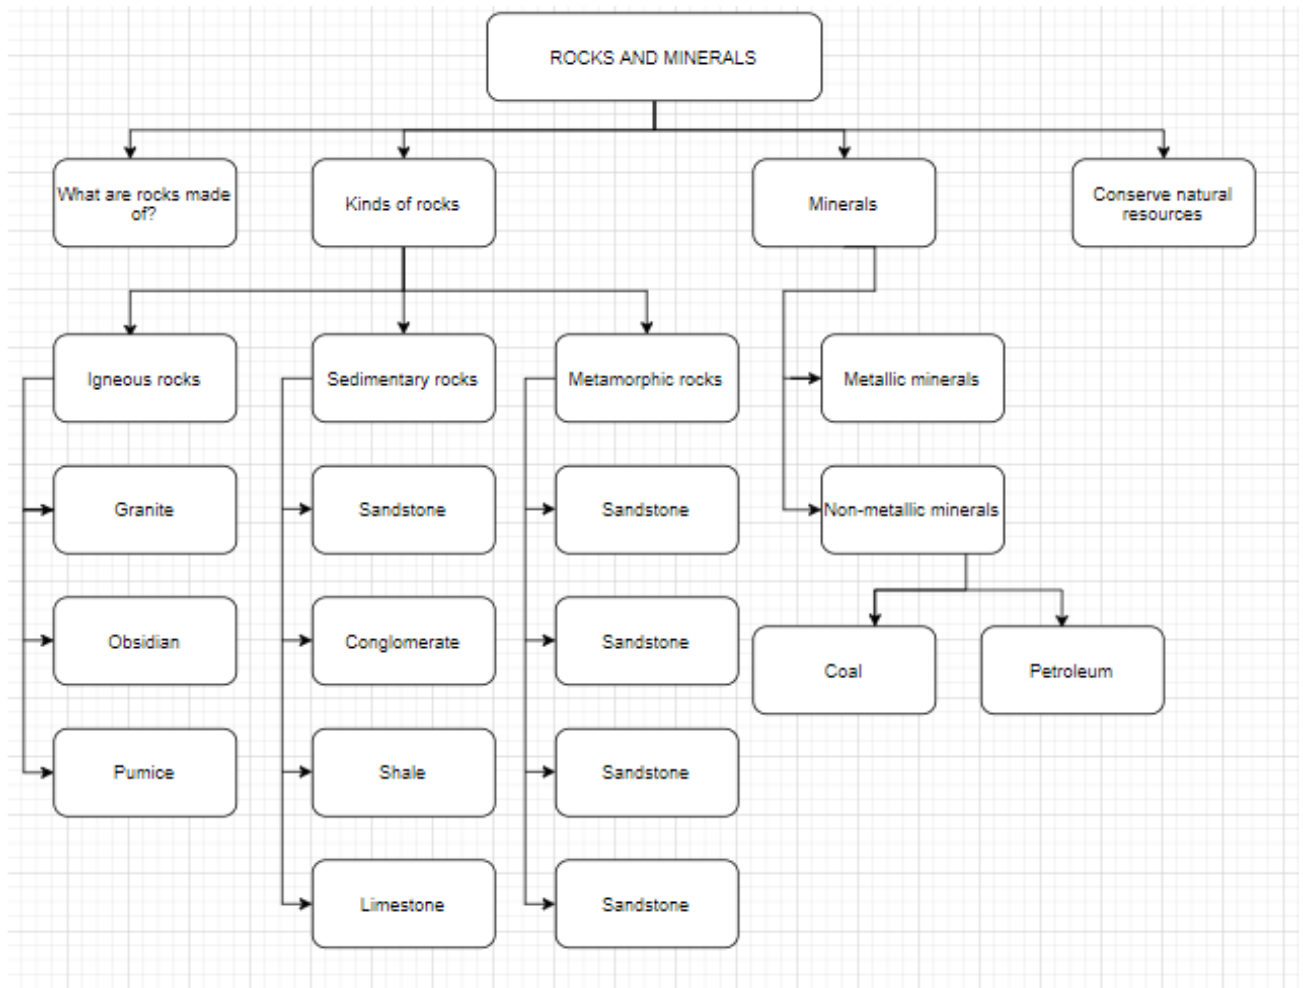 ROCKS AND MINERALS
What are rocks made
of?
Kinds of rocks
Minerals
Conserve natural
resources
Igneous rocks
Sedimentary rocks
Metamorphic rocks
Metallic minerals
Granite
Sandstone
Sandstone
Non-metallic minerals
Obsidian
Conglomerate
Sandstone
Coal
Petroleum
Pumice
Shale
Sandstone
Limestone
Sandstone